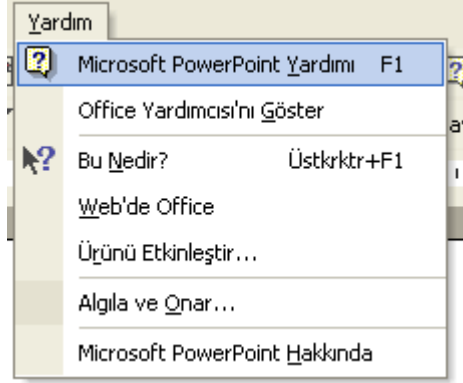 Yardım
Microsoft PowerPoint Yardımı F1
Office Yardımcısı'nı Göster
Bu Nedir? Üstkrktr+F1
Web'de Office
Ürünü Etkinleştir...
Algıla ve Onar...
Microsoft PowerPoint Hakkında